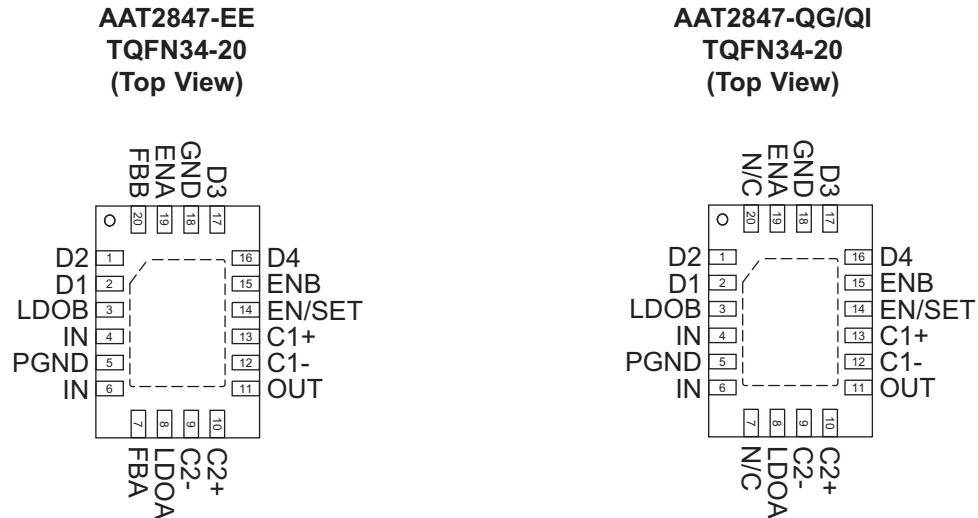 AAT2847-EE
TQFN34-20
(Top View)
FBB
ENA
GND
D3
20
19
18
17
D2 1
D1 2
LDOB 3
IN 4
PGND 5
IN 6
16 D4
15 ENB
14 EN/SET
13 C1+
12 C1-
11 OUT
7
8
9
10
FBA
LDOA
C2-
C2+
AAT2847-QG/QI
TQFN34-20
(Top View)
N/C
ENA
GND
D3
20
19
18
17
D2 1
D1 2
LDOB 3
IN 4
PGND 5
IN 6
16 D4
15 ENB
14 EN/SET
13 C1+
12 C1-
11 OUT
7
8
9
10
N/C
LDOA
C2-
C2+